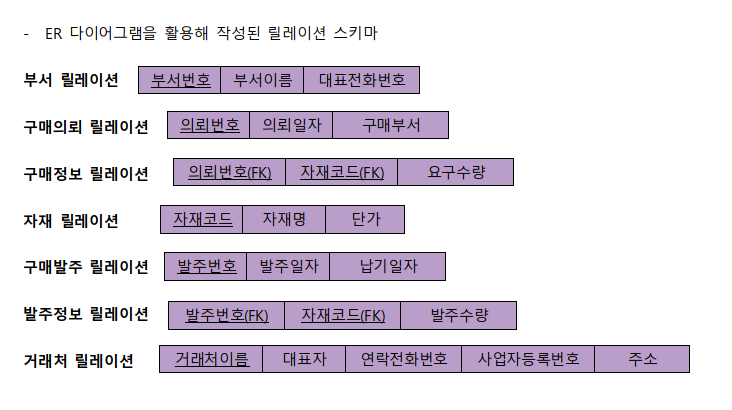 - ER 다이어그램을 활용해 작성된 릴레이션 스키마
부서 릴레이션 부서번호 부서이름 대표전화번호
구매의뢰 릴레이션 의뢰번호 의뢰일자 구매부서
구매정보 릴레이션 의뢰번호(FK) 자재코드(FK) 요구수량
자재 릴레이션 자재코드 자재명 단가
구매발주 릴레이션 발주번호 발주일자 납기일자
발주정보 릴레이션 발주번호(FK) 자재코드(FK) 발주수량
거래처 릴레이션 거래처이름 대표자 연락전화번호 사업자등록번호 주소